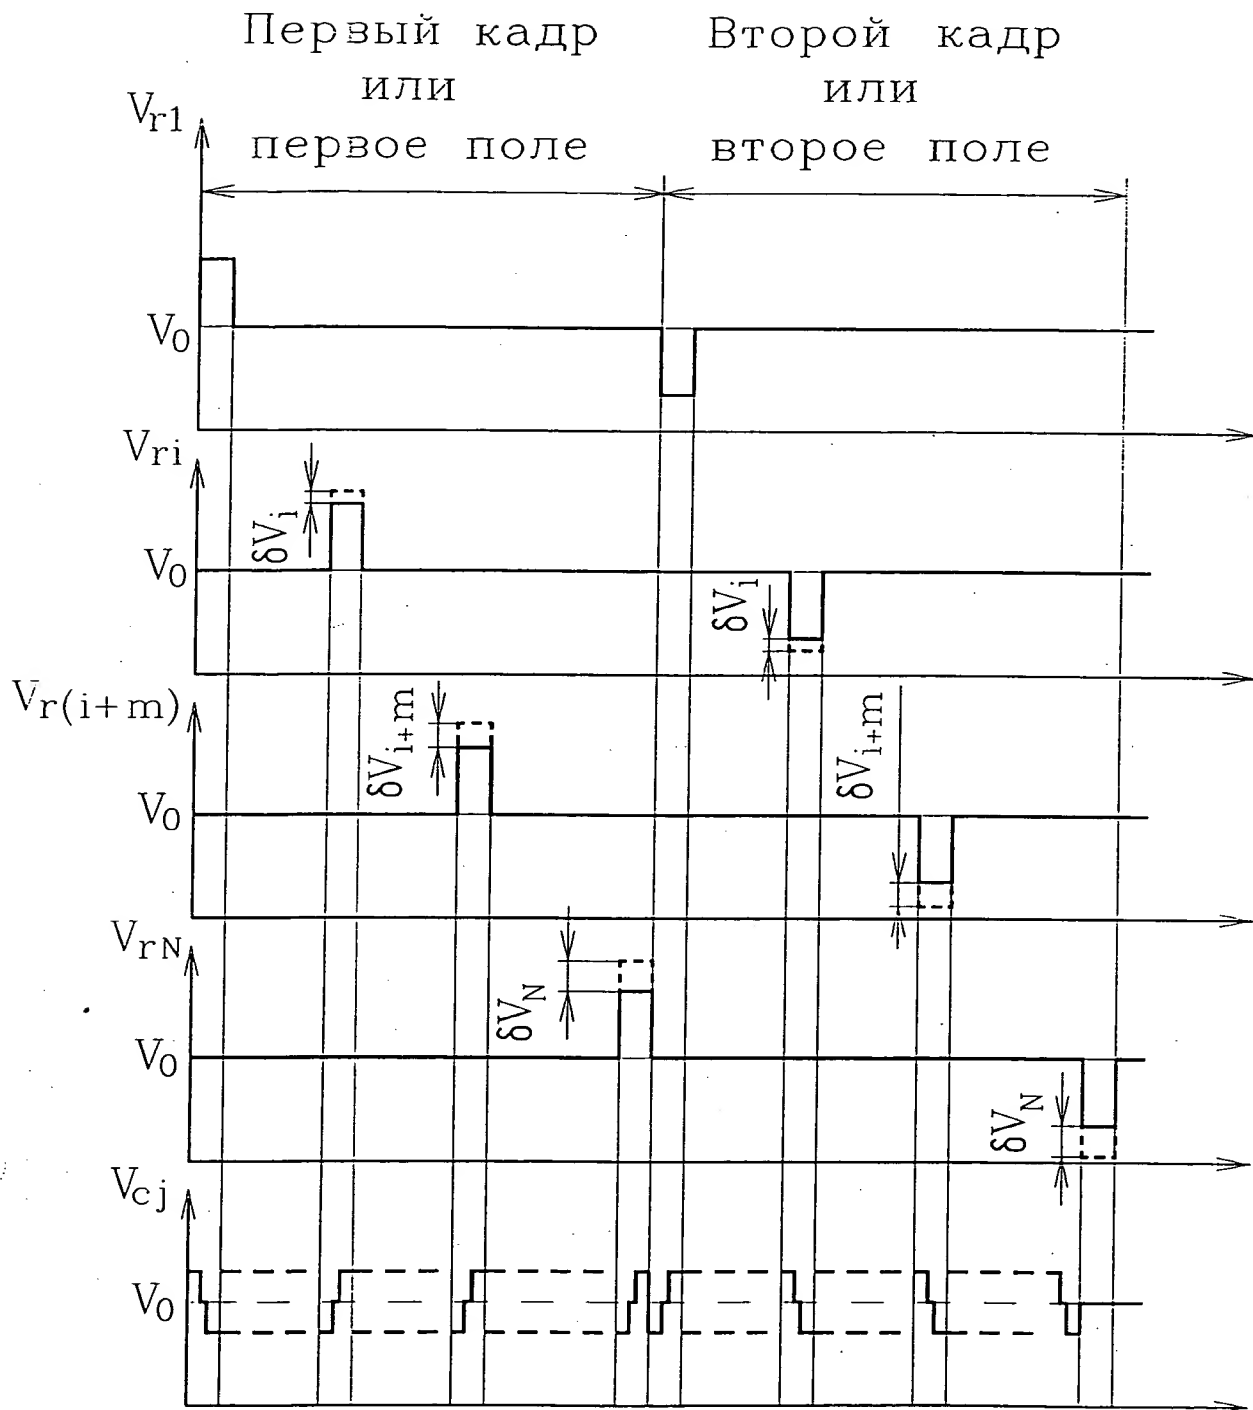 Первый кадр
или
первое поле
Второй кадр
или
второе поле
Vr1
V0
Vri
δVi
V0
δVi
Vr(i+m)
δVi+m
V0
δVi+m
VrN
δVN
V0
δVN
Vcj
V0